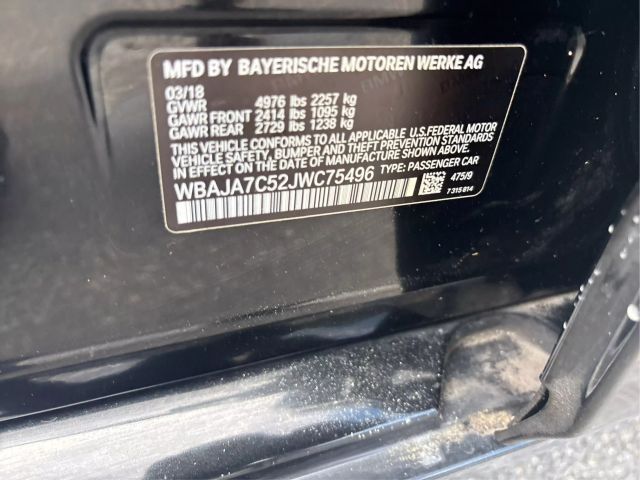 MFD BY BAYERISCHE MOTOREN WERKE AG
03/18
GVWR 4976 lbs 2257 kg
GAWR FRONT 2414 lbs 1095 kg
GAWR REAR 2729 lbs 1238 kg
THIS VEHICLE CONFORMS TO ALL APPLICABLE U.S.FEDERAL MOTOR
VEHICLE SAFETY, BUMPER AND THEFT PREVENTION STANDARDS
IN EFFECT ON THE DATE OF MANUFACTURE SHOWN ABOVE.
WBAJA7C52JWC75496 TYPE: PASSENGER CAR
475/9
7 315 814